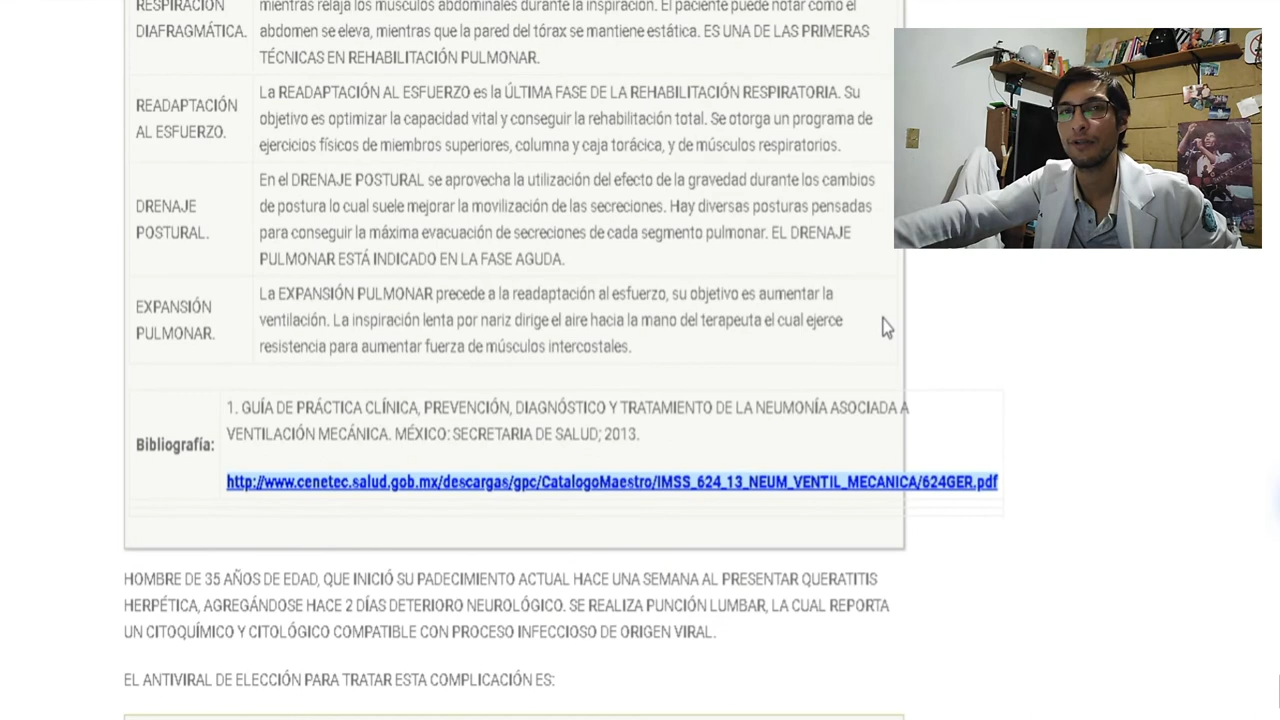 RESPIRACIÓN
DIAFRAGMÁTICA.
mientras relaja los músculos abdominales durante la inspiración. El paciente puede notar como el
abdomen se eleva, mientras que la pared del tórax se mantiene estática. ES UNA DE LAS PRIMERAS
TÉCNICAS EN REHABILITACIÓN PULMONAR.
READAPTACIÓN
AL ESFUERZO.
La READAPTACIÓN AL ESFUERZO es la ÚLTIMA FASE DE LA REHABILITACIÓN RESPIRATORIA. Su
objetivo es optimizar la capacidad vital y conseguir la rehabilitación total. Se otorga un programa de
ejercicios físicos de miembros superiores, columna y caja torácica, y de músculos respiratorios.
DRENAJE
POSTURAL.
En el DRENAJE POSTURAL se aprovecha la utilización del efecto de la gravedad durante los cambios
de postura lo cual suele mejorar la movilización de las secreciones. Hay diversas posturas pensadas
para conseguir la máxima evacuación de secreciones de cada segmento pulmonar. EL DRENAJE
PULMONAR ESTÁ INDICADO EN LA FASE AGUDA.
EXPANSIÓN
PULMONAR.
La EXPANSIÓN PULMONAR precede a la readaptación al esfuerzo, su objetivo es aumentar la
ventilación. La inspiración lenta por nariz dirige el aire hacia la mano del terapeuta el cual ejerce
resistencia para aumentar fuerza de músculos intercostales.
Bibliografía:
1. GUÍA DE PRÁCTICA CLÍNICA, PREVENCIÓN, DIAGNÓSTICO Y TRATAMIENTO DE LA NEUMONÍA ASOCIADA A
VENTILACIÓN MECÁNICA. MÉXICO: SECRETARIA DE SALUD; 2013.
http://www.cenetec.salud.gob.mx/descargas/gpc/CatalogoMaestro/IMSS_624_13_NEUM_VENTIL_MECANICA/624GER.pdf
HOMBRE DE 35 AÑOS DE EDAD, QUE INICIÓ SU PADECIMIENTO ACTUAL HACE UNA SEMANA AL PRESENTAR QUERATITIS
HERPÉTICA, AGREGÁNDOSE HACE 2 DÍAS DETERIORO NEUROLÓGICO. SE REALIZA PUNCIÓN LUMBAR, LA CUAL REPORTA
UN CITOQUÍMICO Y CITOLÓGICO COMPATIBLE CON PROCESO INFECCIOSO DE ORIGEN VIRAL.
EL ANTIVIRAL DE ELECCIÓN PARA TRATAR ESTA COMPLICACIÓN ES: